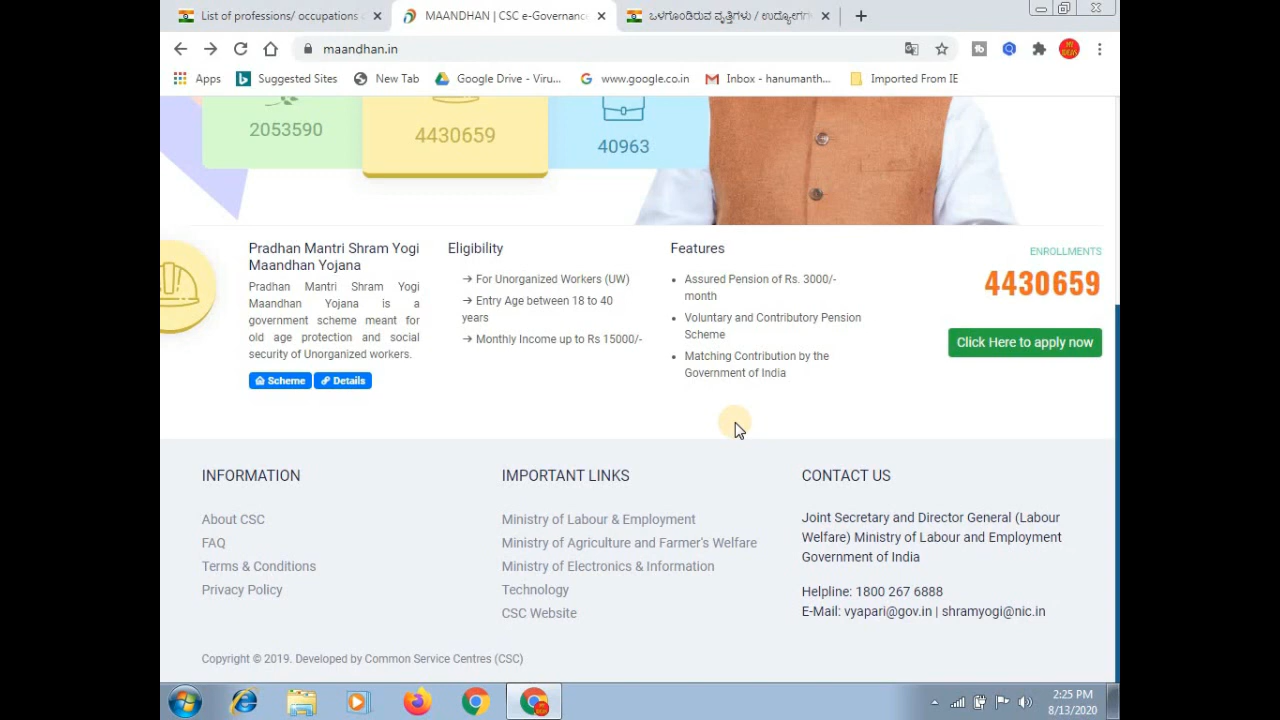 List of professions/ occupations
MAANDHAN | CSC e-Governance
ಒಳಗೊಂಡಿರುವ ವೃತ್ತಿಗಳು / ಉದ್ಯೋಗಗ
maandhan.in
Apps
Suggested Sites
New Tab
Google Drive - Viru...
www.google.co.in
Inbox - hanumanth...
Imported From IE
2053590
4430659
40963
Pradhan Mantri Shram Yogi
Maandhan Yojana
Pradhan Mantri Shram Yogi
Maandhan Yojana is a
government scheme meant for
old age protection and social
security of Unorganized workers.
Scheme
Details
Eligibility
→ For Unorganized Workers (UW)
→ Entry Age between 18 to 40
years
→ Monthly Income up to Rs 15000/-
Features
• Assured Pension of Rs. 3000/-
month
• Voluntary and Contributory Pension
Scheme
• Matching Contribution by the
Government of India
ENROLLMENTS
4430659
Click Here to apply now
INFORMATION
About CSC
FAQ
Terms & Conditions
Privacy Policy
IMPORTANT LINKS
Ministry of Labour & Employment
Ministry of Agriculture and Farmer's Welfare
Ministry of Electronics & Information
Technology
CSC Website
CONTACT US
Joint Secretary and Director General (Labour
Welfare) Ministry of Labour and Employment
Government of India
Helpline: 1800 267 6888
E-Mail: vyapari@gov.in | shramyogi@nic.in
Copyright © 2019. Developed by Common Service Centres (CSC)
2:25 PM
8/13/2020